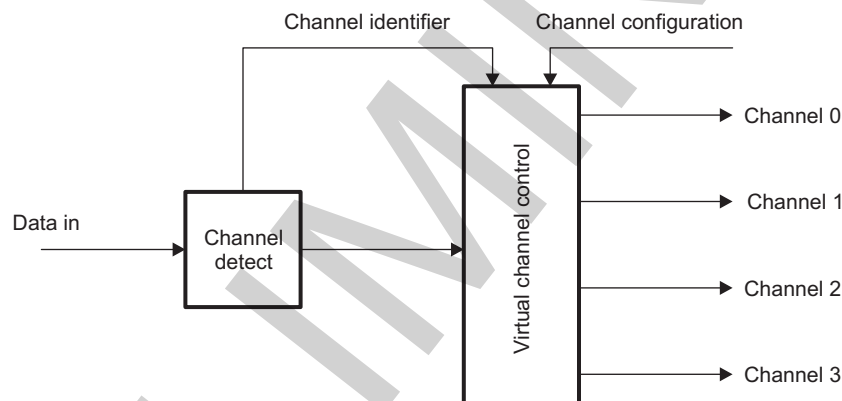 Channel identifier
Channel configuration
Channel 0
Channel 1
Channel 2
Channel 3
Data in
Channel
detect
Virtual channel control